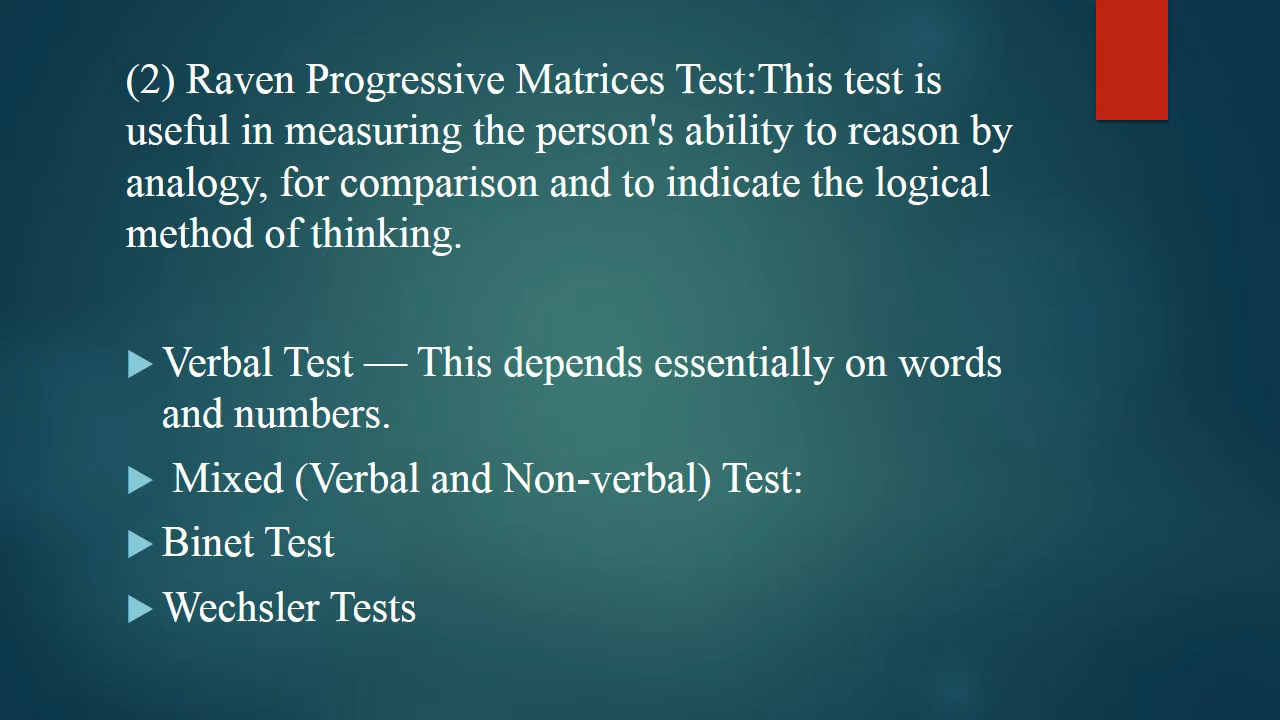 (2) Raven Progressive Matrices Test:This test is
useful in measuring the person's ability to reason by
analogy, for comparison and to indicate the logical
method of thinking.
Verbal Test — This depends essentially on words
and numbers.
Mixed (Verbal and Non-verbal) Test:
Binet Test
Wechsler Tests